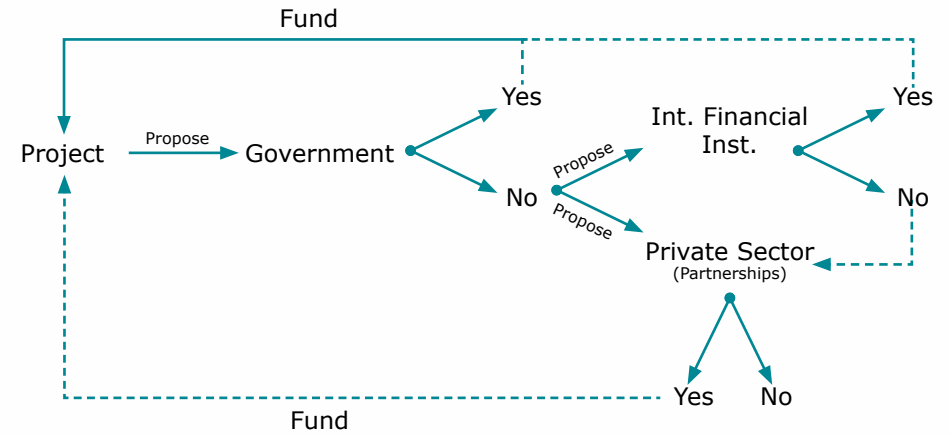 Fund
Yes
Yes
Int. Financial
Inst.
Propose
Project
Government
Propose
No
No
Propose
Private Sector
(Partnerships)
Yes
No
Fund